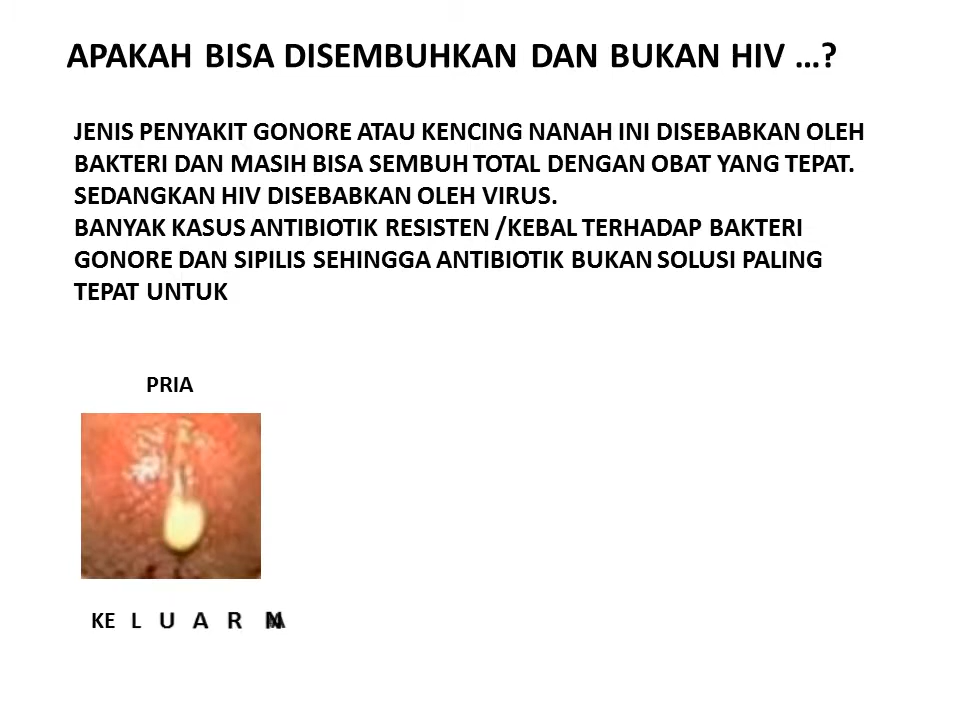 APAKAH BISA DISEMBUHKAN DAN BUKAN HIV ...?
JENIS PENYAKIT GONORE ATAU KENCING NANAH INI DISEBABKAN OLEH
BAKTERI DAN MASIH BISA SEMBUH TOTAL DENGAN OBAT YANG TEPAT.
SEDANGKAN HIV DISEBABKAN OLEH VIRUS.
BANYAK KASUS ANTIBIOTIK RESISTEN /KEBAL TERHADAP BAKTERI
GONORE DAN SIPILIS SEHINGGA ANTIBIOTIK BUKAN SOLUSI PALING
TEPAT UNTUK
PRIA
KELUAR